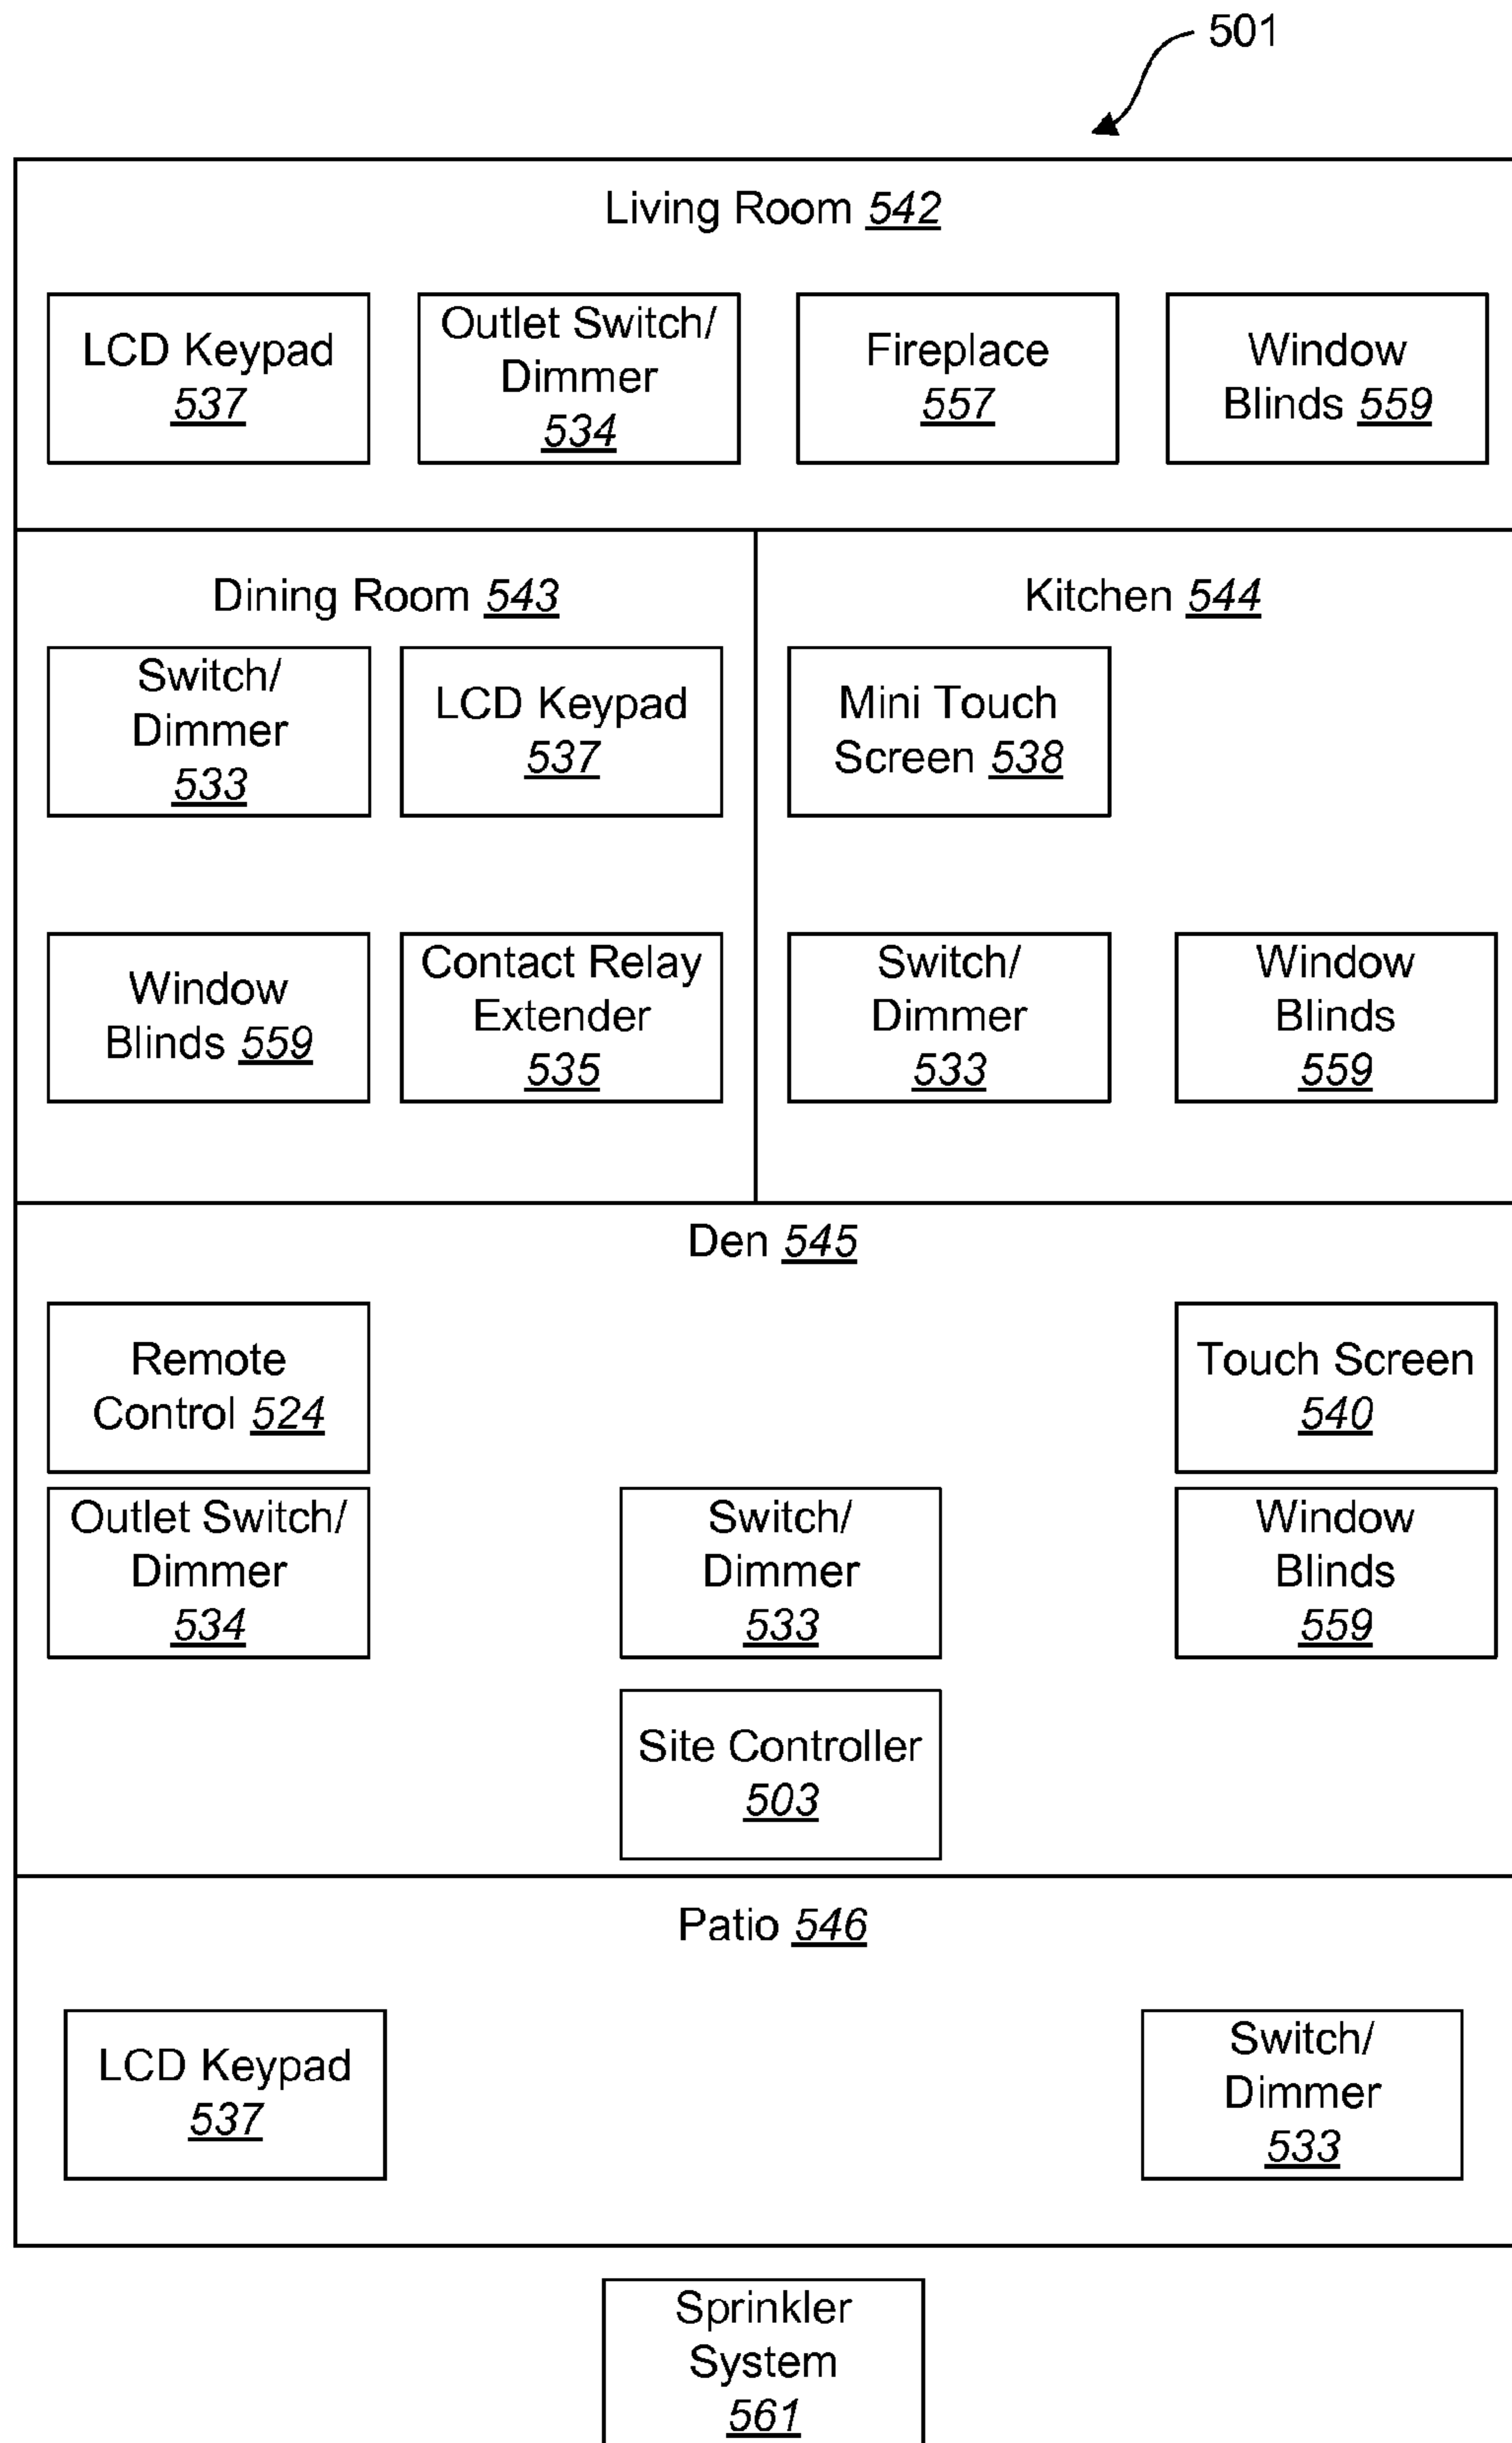 501
Living Room 542
LCD Keypad
537
Outlet Switch/
Dimmer
534
Fireplace
557
Window
Blinds 559
Dining Room 543
Switch/
Dimmer
533
LCD Keypad
537
Window
Blinds 559
Contact Relay
Extender
535
Kitchen 544
Mini Touch
Screen 538
Switch/
Dimmer
533
Window
Blinds
559
Den 545
Remote
Control 524
Touch Screen
540
Outlet Switch/
Dimmer
534
Switch/
Dimmer
533
Window
Blinds
559
Site Controller
503
Patio 546
LCD Keypad
537
Switch/
Dimmer
533
Sprinkler
System
561